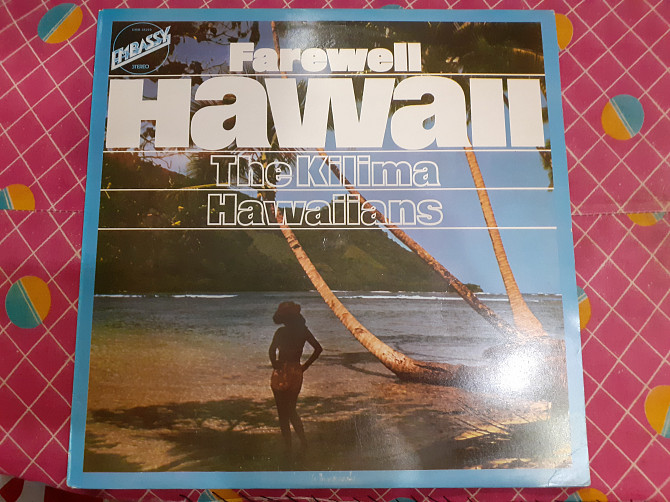 EMBASSY
STEREO
Farewell
Hawaii
The Kilima
Hawaiians